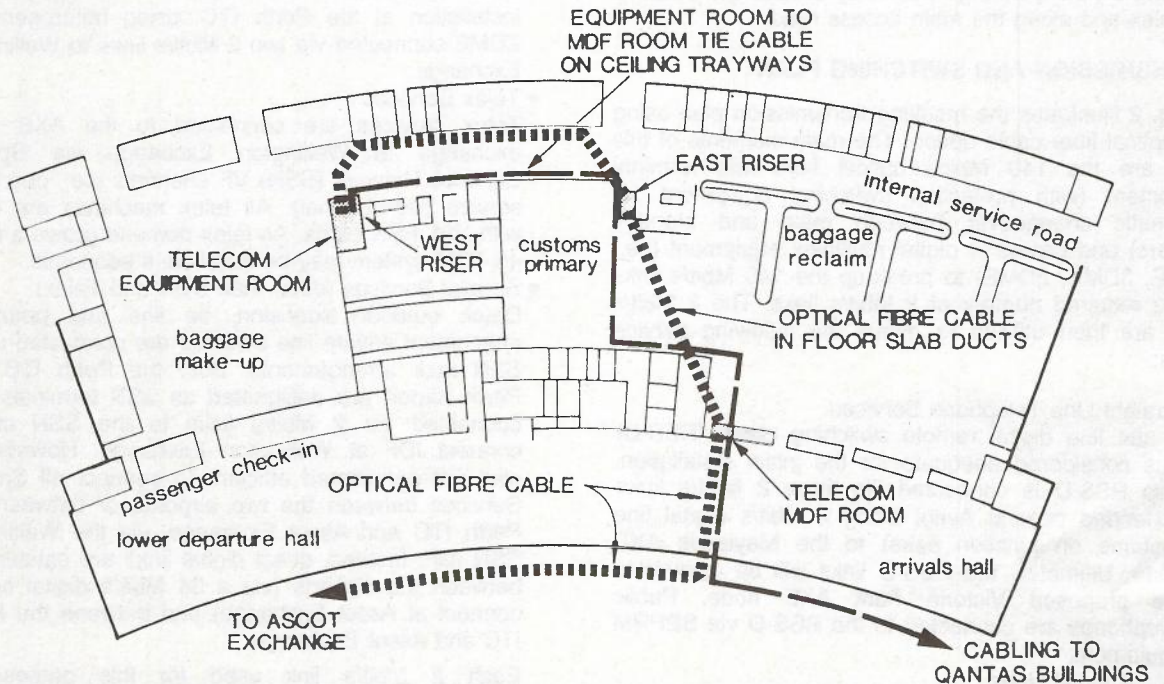 EQUIPMENT ROOM TO
MDF ROOM TIE CABLE
ON CEILING TRAYWAYS
EAST RISER
internal service road
WEST
RISER
customs
primary
baggage
reclaim
TELECOM
EQUIPMENT ROOM
OPTICAL FIBRE CABLE
IN FLOOR SLAB DUCTS
baggage
make-up
passenger check-in
OPTICAL FIBRE CABLE
TELECOM
MDF ROOM
lower departure hall
arrivals hall
TO ASCOT
EXCHANGE
CABLING TO
QANTAS BUILDINGS